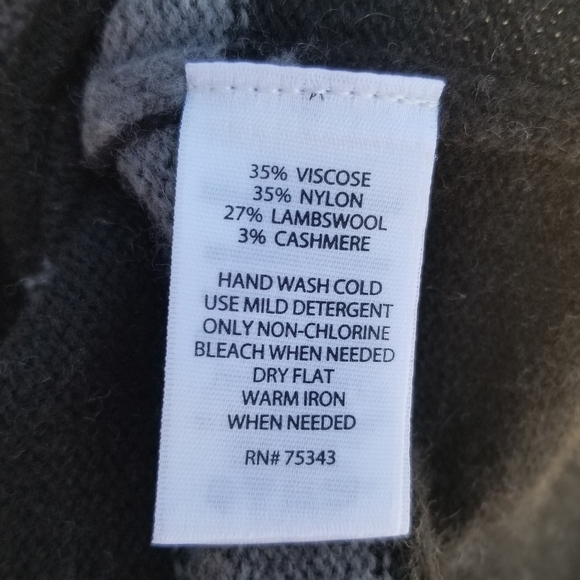 35% VISCOSE
35% NYLON
27% LAMBSWOOL
3% CASHMERE
HAND WASH COLD
USE MILD DETERGENT
ONLY NON-CHLORINE
BLEACH WHEN NEEDED
DRY FLAT
WARM IRON
WHEN NEEDED
RN# 75343